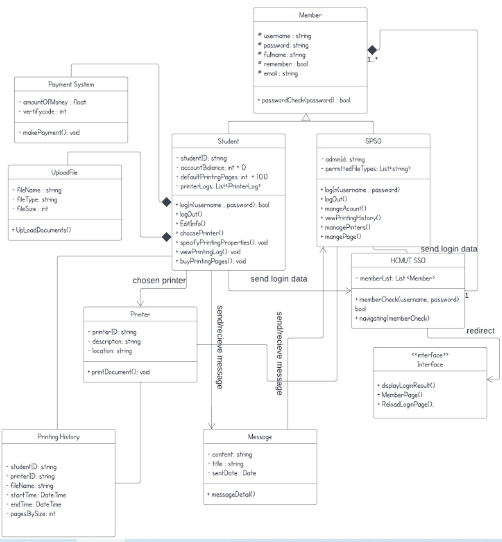 Member
# username : string
# password: string
# fullname: string
# remember : bool
# email : string
+ passwordCheck(password) : bool
1..*
Payment System
- amountOfMoney : float
- vertifycode : int
- makePayment(): void
UploadFile
- fileName : string
- fileType: string
- fileSize : int
+ UpLoadDocuments()
Student
- studentID: string
- accountBalance: int = 0
- defaultPrintingPages: int = 100
- printerLogs: List<PrinterLog>
+ login(username , password): bool
+ logOut()
+ EditInfo()
+ choosePrinter()
+ specifyPrintingProperties(): void
+ viewPrintingLog(): void
+ buyPrintingPages(): void
SPSO
- adminId: string
- permittedFileTypes: List<string>
+ login(username , password)
+ logOut()
+ mangeAcount()
+ vewPrintingHistory()
+ managePinters()
+ mangePage()
send login data
HCMUT SSO
- memberList: List <Member>
+ memberCheck(username, password):
bool
+ navigating(memberCheck)
1
chosen printer
send login data
redirect
Printer
- printerID: string
- description: string
- location: string
+ printDocument(): void
send/recieve message
send/recieve message
<<interface>>
Interface
+ dsplayLoginResult()
+ MemberPage()
+ ReloadLoginPage();
Printing History
- studentID: string
- printerID: string
- fileName: string
- startTime: DateTime
- endTime: DateTime
- pagesBySize: int
Message
- content: string
- title : string
- sentDate : Date
+ messageDetail()